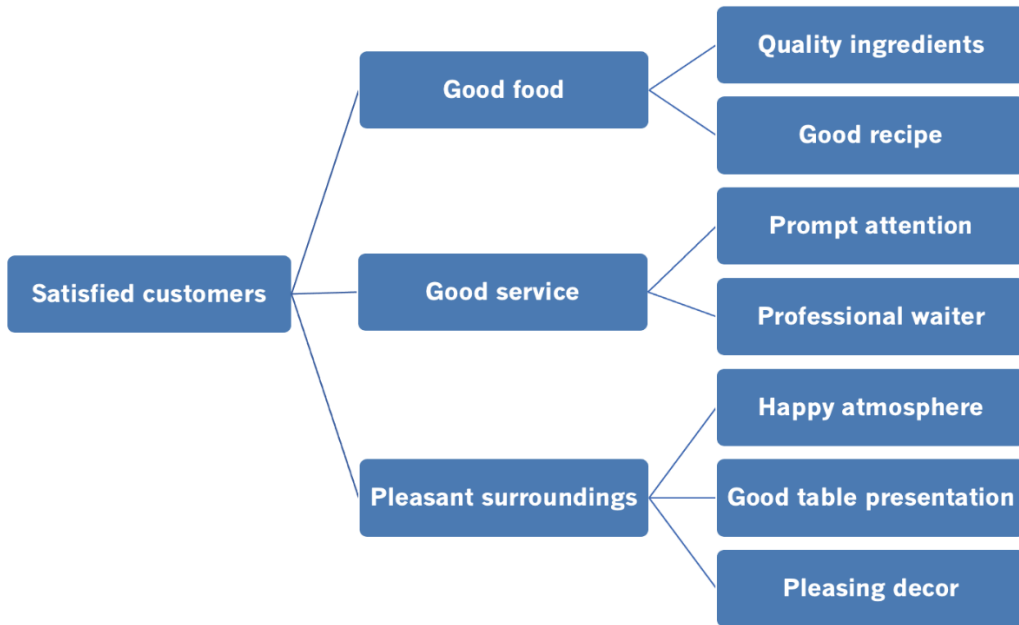 Satisfied customers
Good food
Quality ingredients
Good recipe
Good service
Prompt attention
Professional waiter
Pleasant surroundings
Happy atmosphere
Good table presentation
Pleasing decor